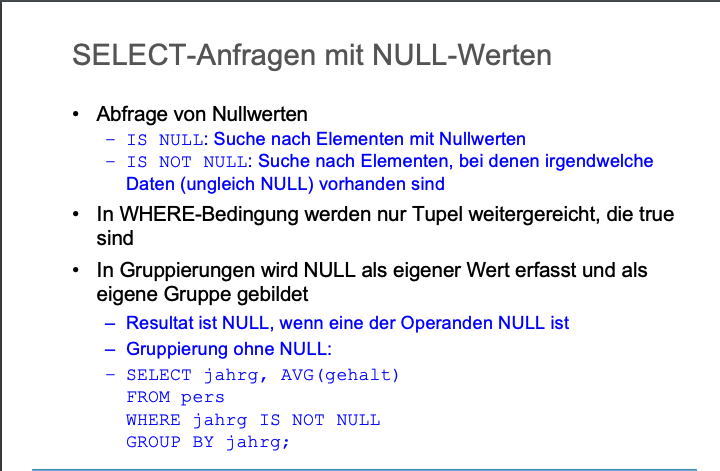 SELECT-Anfragen mit NULL-Werten
• Abfrage von Nullwerten
– IS NULL: Suche nach Elementen mit Nullwerten
– IS NOT NULL: Suche nach Elementen, bei denen irgendwelche
Daten (ungleich NULL) vorhanden sind
• In WHERE-Bedingung werden nur Tupel weitergereicht, die true
sind
• In Gruppierungen wird NULL als eigener Wert erfasst und als
eigene Gruppe gebildet
– Resultat ist NULL, wenn eine der Operanden NULL ist
– Gruppierung ohne NULL:
– SELECT jahrg, AVG(gehalt)
FROM pers
WHERE jahrg IS NOT NULL
GROUP BY jahrg;